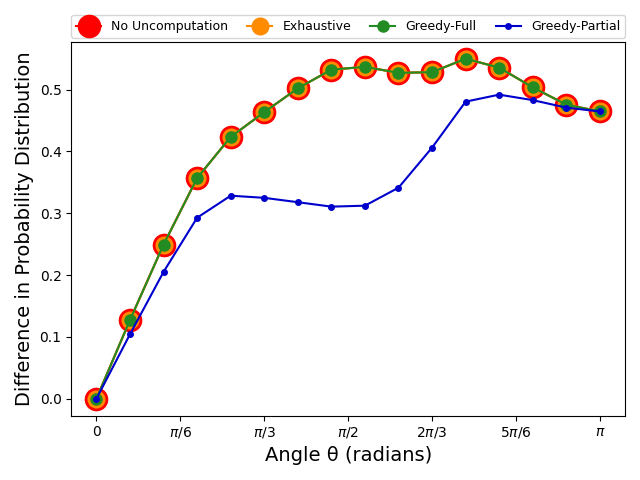 No Uncomputation Exhaustive Greedy-Full Greedy-Partial
Difference in Probability Distribution
0.5
0.4
0.3
0.2
0.1
0.0
0 π/6 π/3 π/2 2π/3 5π/6 π
Angle θ (radians)